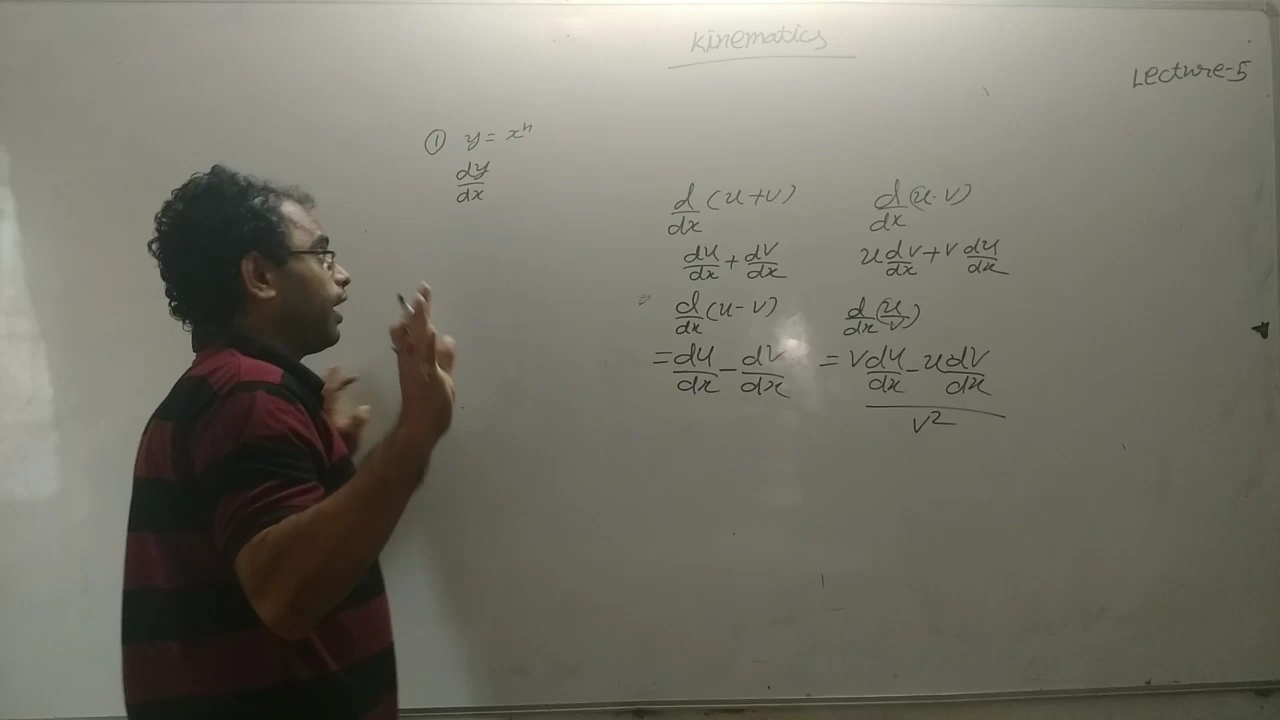 Kinematics
Lecture-5
① y = xⁿ
dy/dx
d/dx (u+v)
du/dx + dv/dx
d/dx (u-v)
= du/dx - dv/dx
d/dx (u·v)
u dv/dx + v du/dx
d/dx (u/v)
= v du/dx - u dv/dx
v²